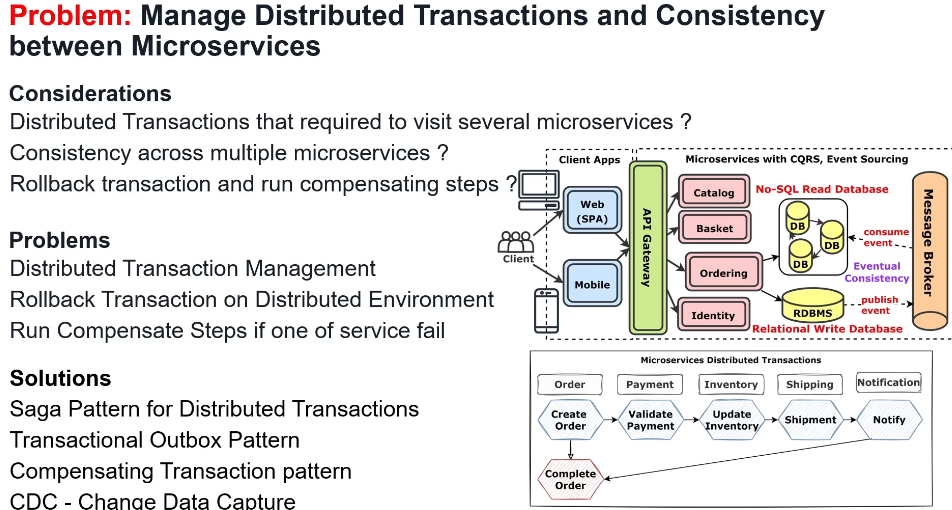 Problem: Manage Distributed Transactions and Consistency
between Microservices
Considerations
Distributed Transactions that required to visit several microservices ?
Consistency across multiple microservices ?
Rollback transaction and run compensating steps ?
Problems
Distributed Transaction Management
Rollback Transaction on Distributed Environment
Run Compensate Steps if one of service fail
Solutions
Saga Pattern for Distributed Transactions
Transactional Outbox Pattern
Compensating Transaction pattern
CDC - Change Data Capture
Client Apps
Microservices with CQRS, Event Sourcing
Client
Web
(SPA)
Mobile
API Gateway
Catalog
Basket
Ordering
Identity
No-SQL Read Database
DB
DB
DB
RDBMS
Relational Write Database
consume
event
Eventual
Consistency
publish
event
Message Broker
Microservices Distributed Transactions
Order
Payment
Inventory
Shipping
Notification
Create
Order
Validate
Payment
Update
Inventory
Shipment
Notify
Complete
Order